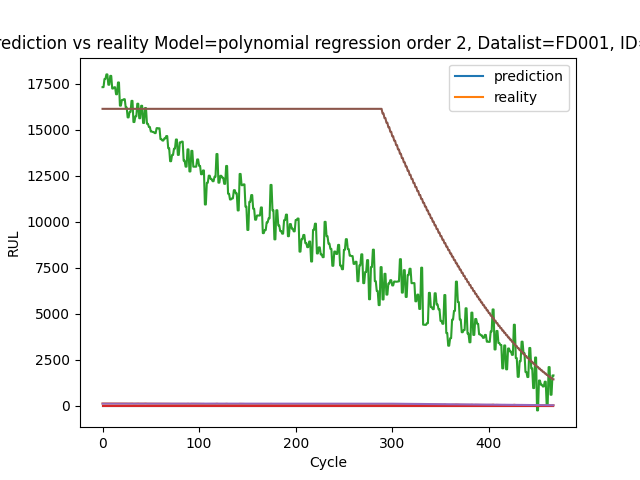 rediction vs reality Model=polynomial regression order 2, Datalist=FD001, ID=
prediction
reality
17500
15000
12500
10000
7500
5000
2500
0
RUL
0 100 200 300 400
Cycle